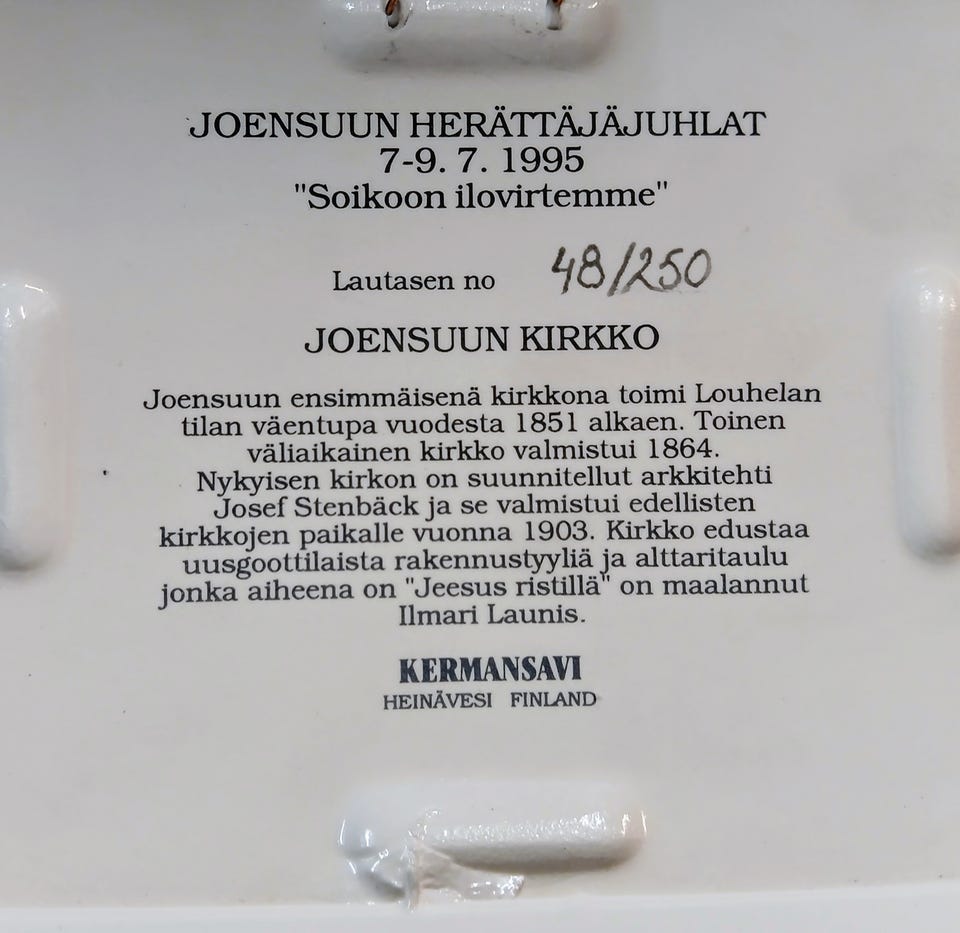 JOENSUUN HERÄTTÄJÄJUHLAT
7-9. 7. 1995
"Soikoon ilovirtemme"
Lautasen no 48/250
JOENSUUN KIRKKO
Joensuun ensimmäisenä kirkkona toimi Louhelan
tilan väentupa vuodesta 1851 alkaen. Toinen
väliaikainen kirkko valmistui 1864.
Nykyisen kirkon on suunnitellut arkkitehti
Josef Stenbäck ja se valmistui edellisten
kirkkojen paikalle vuonna 1903. Kirkko edustaa
uusgoottilaista rakennustyyliä ja alttaritaulu
jonka aiheena on "Jeesus ristillä" on maalannut
Ilmari Launis.
KERMANSAVI
HEINÄVESI FINLAND